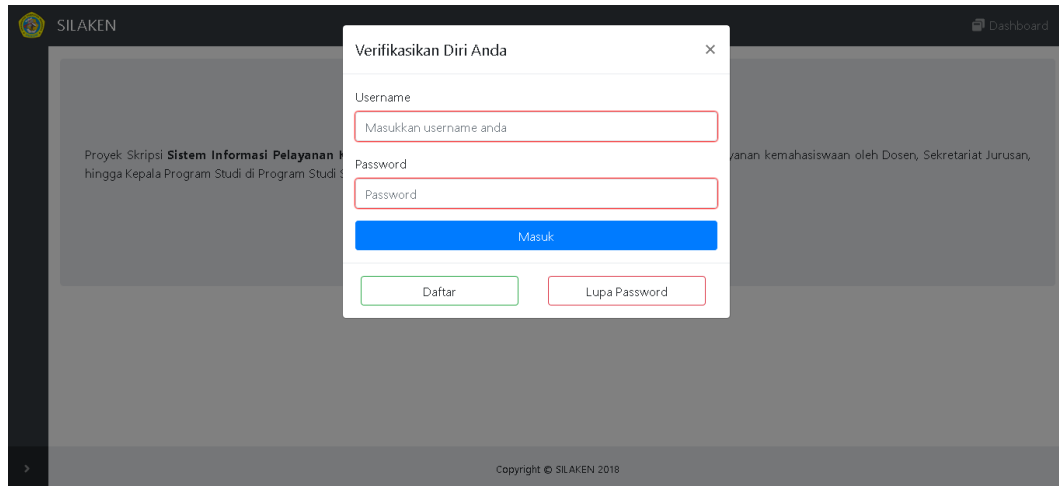 SILAKEN
Dashboard
Verifikasikan Diri Anda
×
Username
Masukkan username anda
Password
Password
Masuk
Daftar
Lupa Password
Proyek Skripsi Sistem Informasi Pelayanan yanan kemahasiswaan oleh Dosen, Sekretariat Jurusan,
hingga Kepala Program Studi di Program Studi
Copyright © SILAKEN 2018